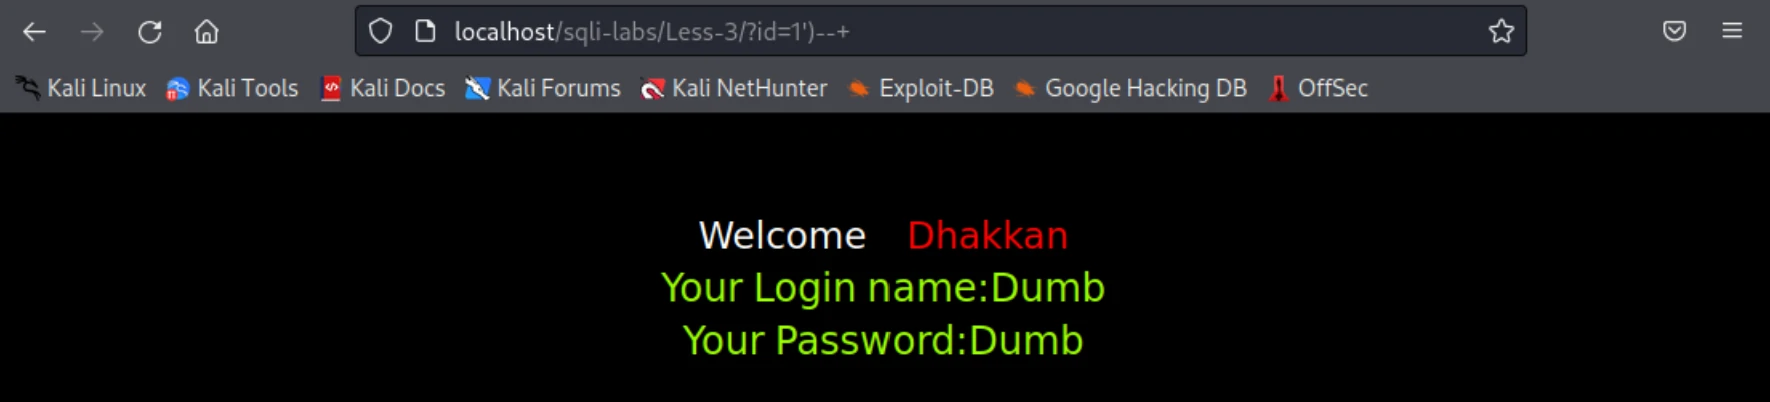 localhost/sqli-labs/Less-3/?id=1')--+
Kali Linux Kali Tools Kali Docs Kali Forums Kali NetHunter Exploit-DB Google Hacking DB OffSec
Welcome Dhakkan
Your Login name:Dumb
Your Password:Dumb